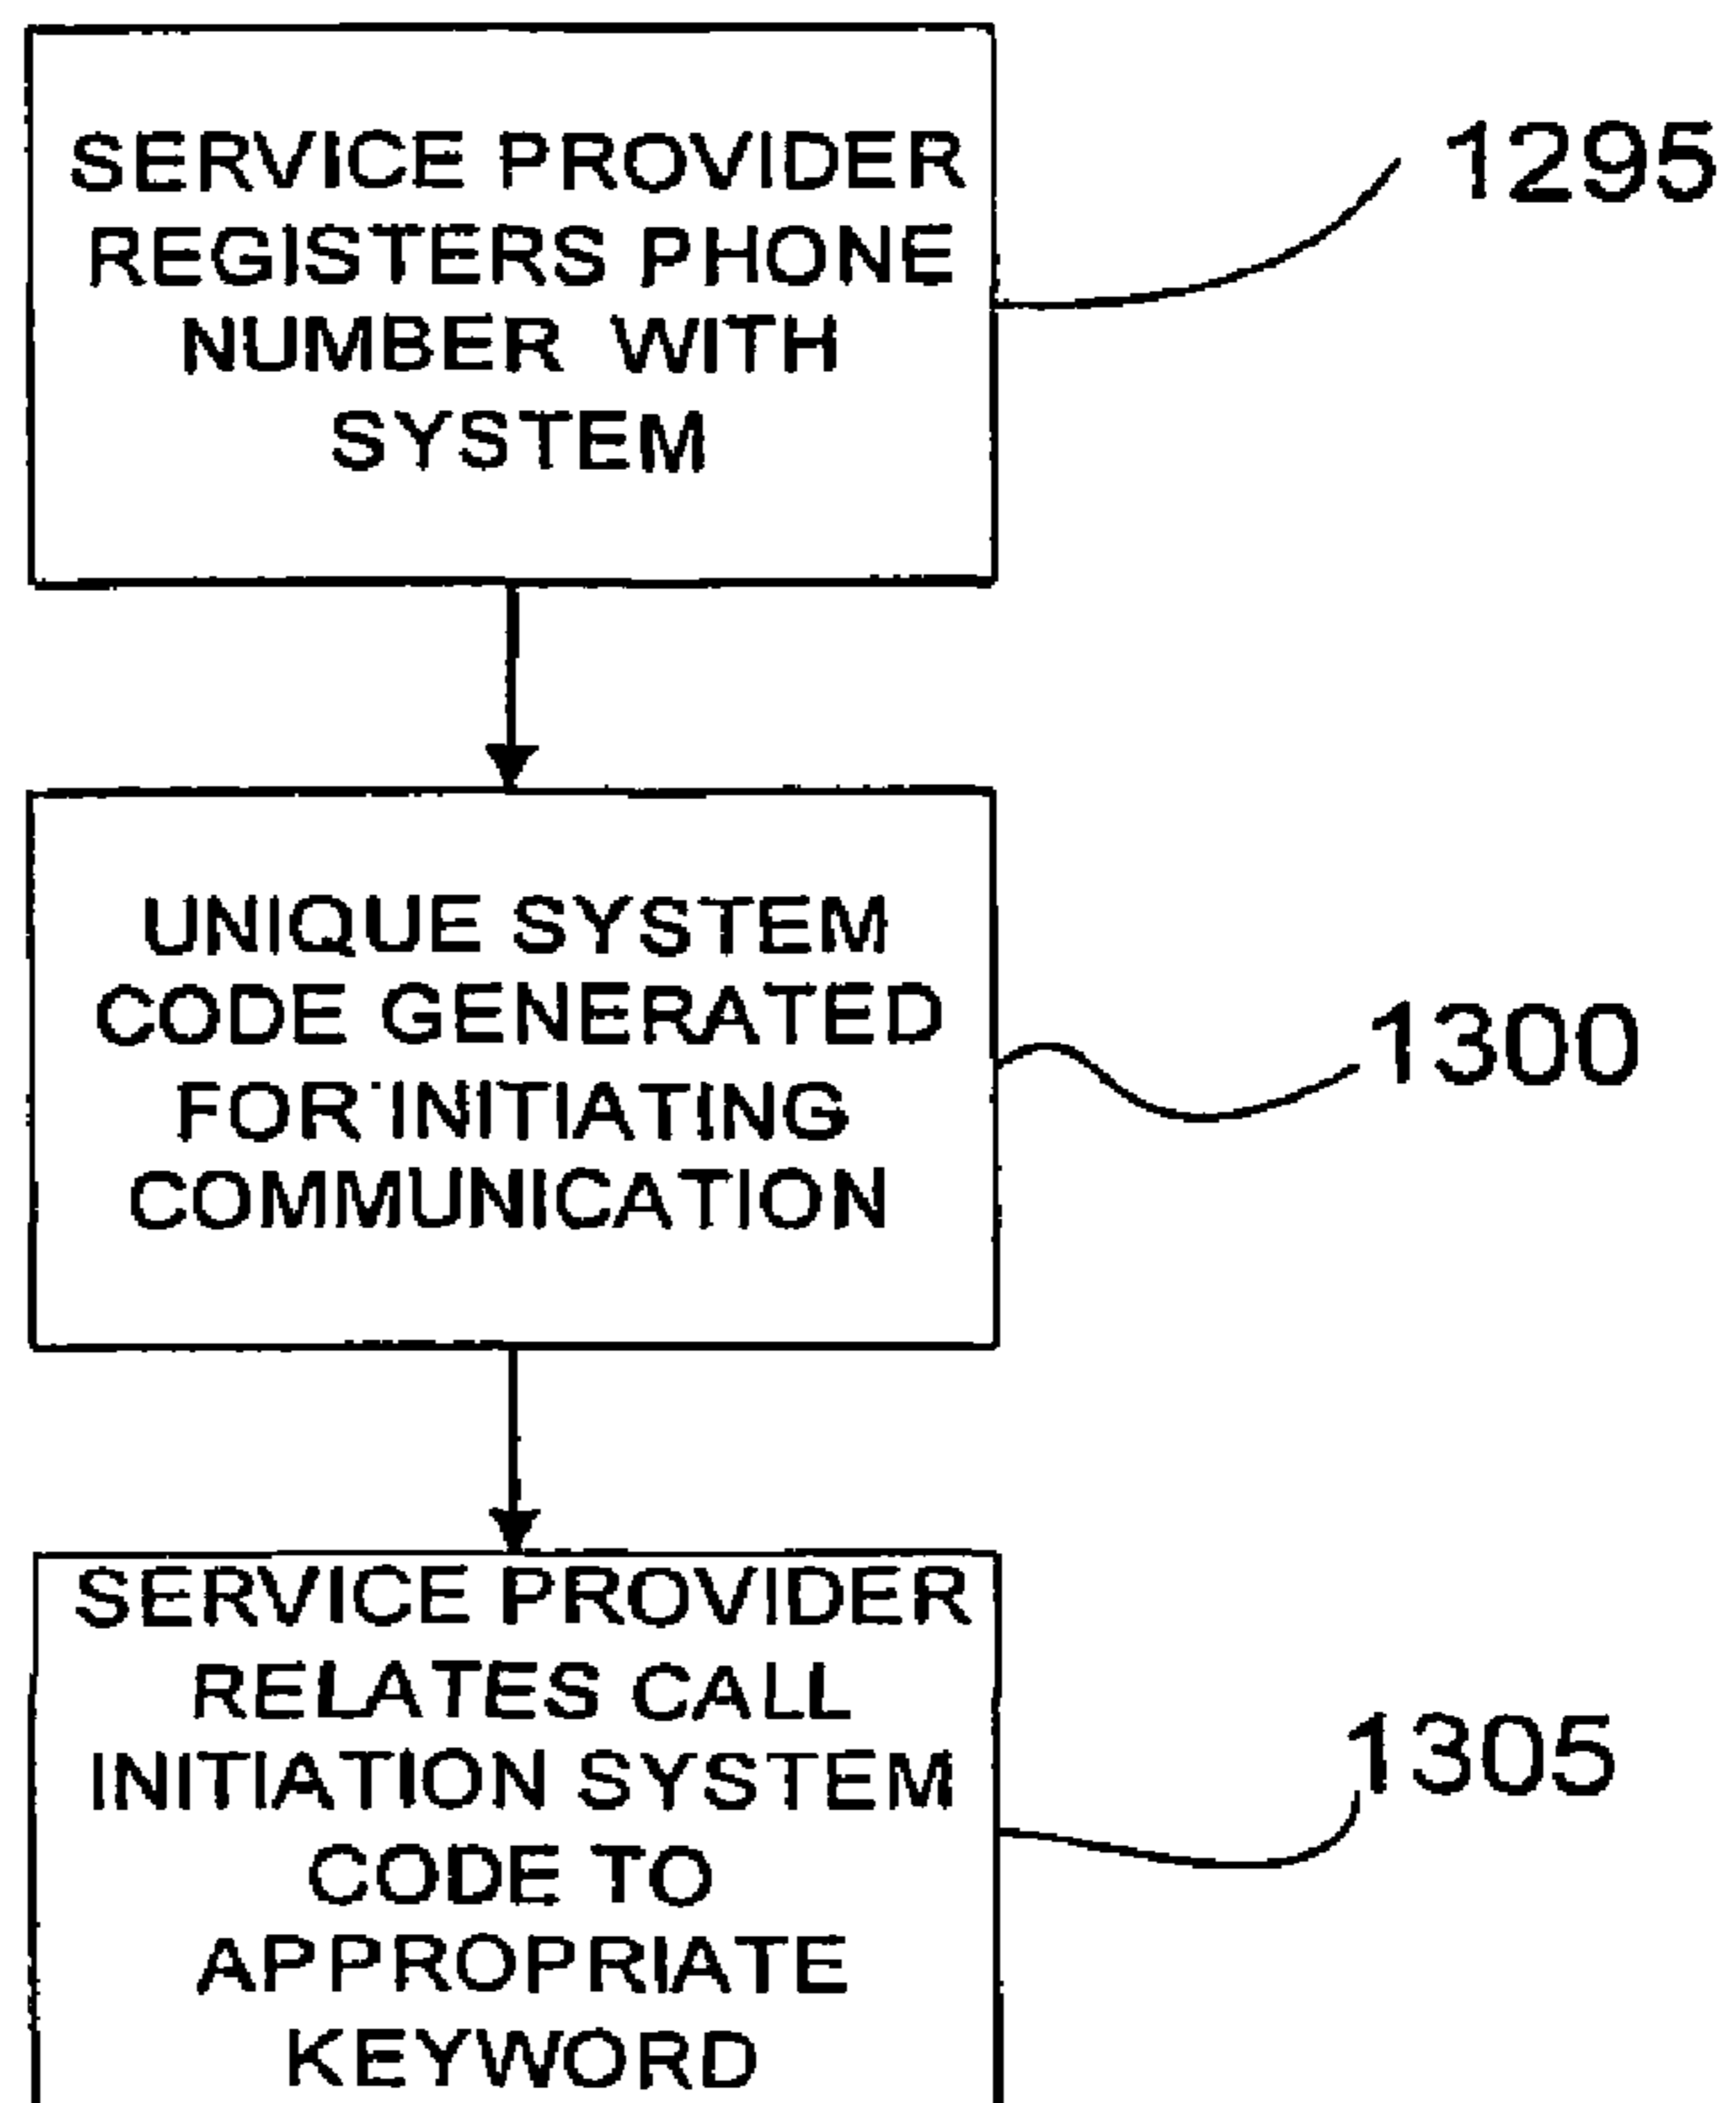 SERVICE PROVIDER
REGISTERS PHONE
NUMBER WITH
SYSTEM
1295
UNIQUE SYSTEM
CODE GENERATED
FOR INITIATING
COMMUNICATION
1300
SERVICE PROVIDER
RELATES CALL
INITIATION SYSTEM
CODE TO
APPROPRIATE
KEYWORD
1305